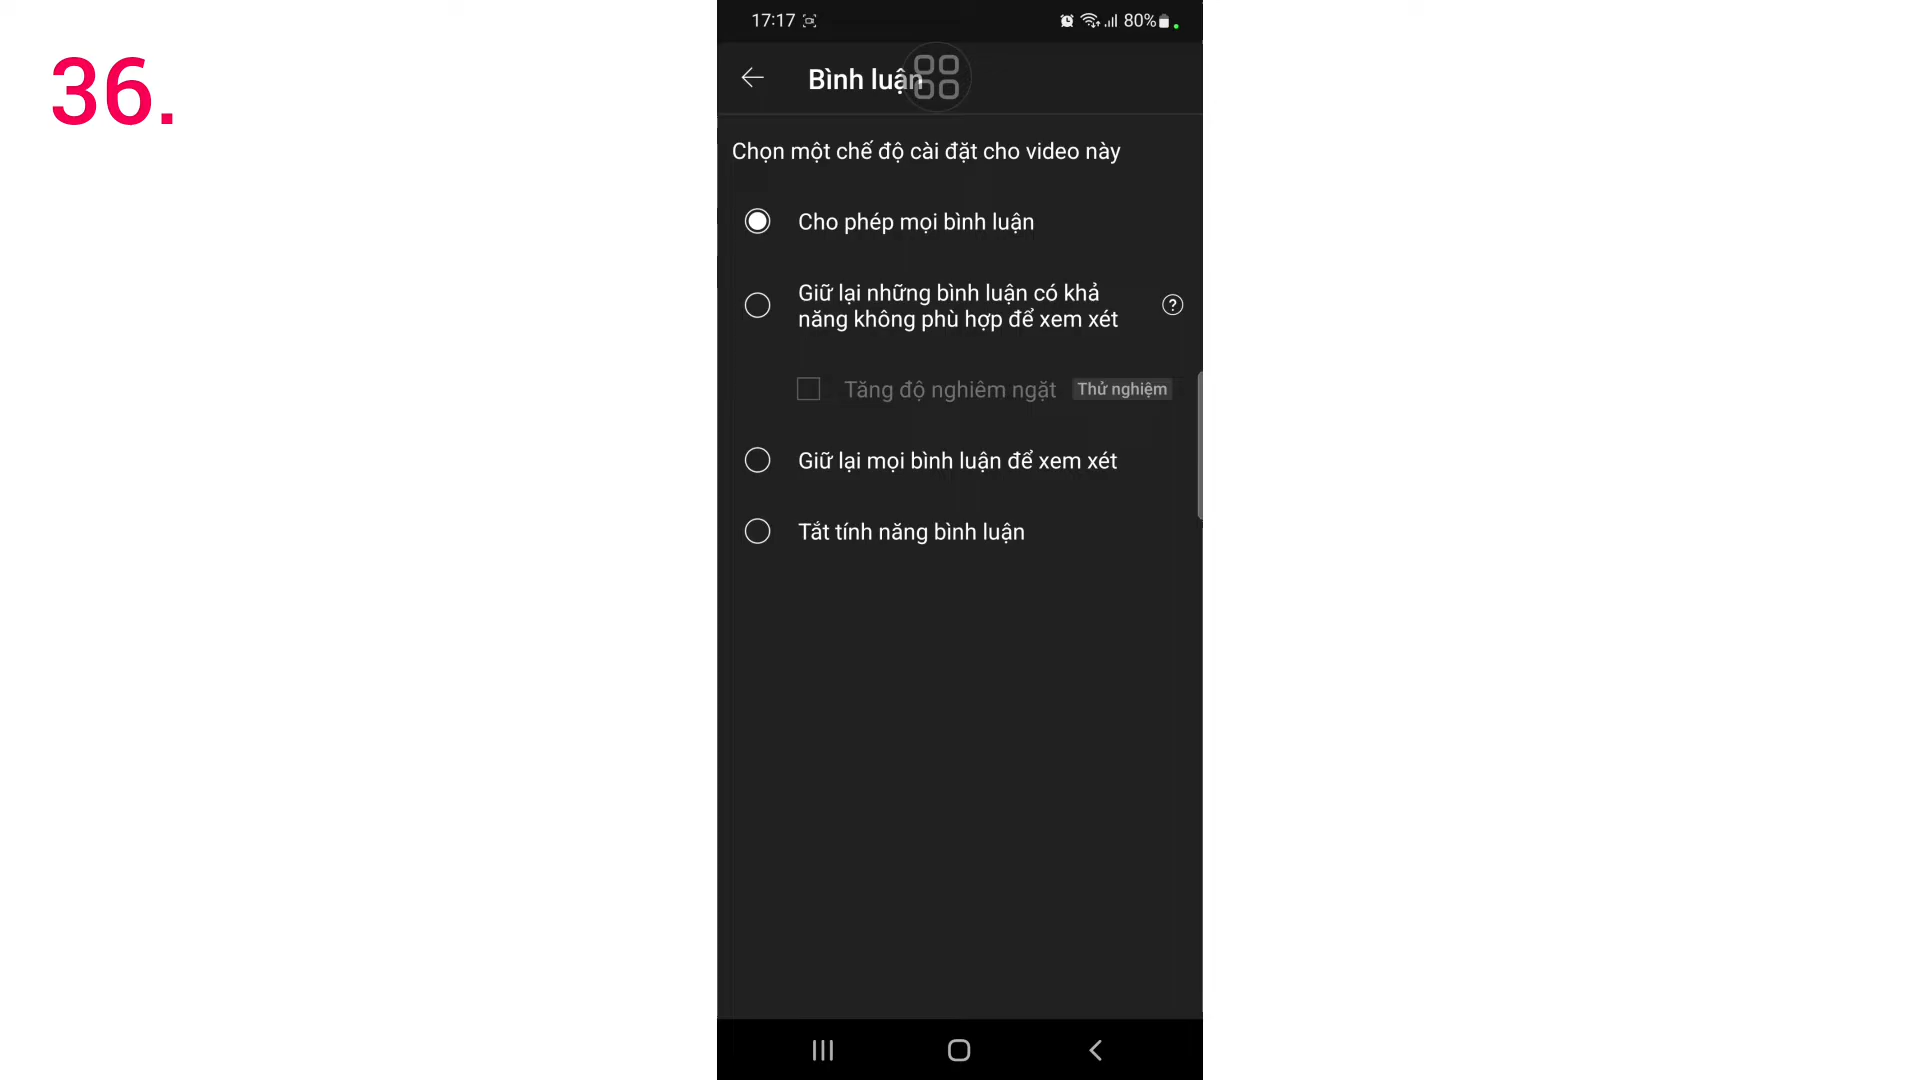 36.
17:17
80%
Bình luận
Chọn một chế độ cài đặt cho video này
Cho phép mọi bình luận
Giữ lại những bình luận có khả
năng không phù hợp để xem xét
Tăng độ nghiêm ngặt Thử nghiệm
Giữ lại mọi bình luận để xem xét
Tắt tính năng bình luận